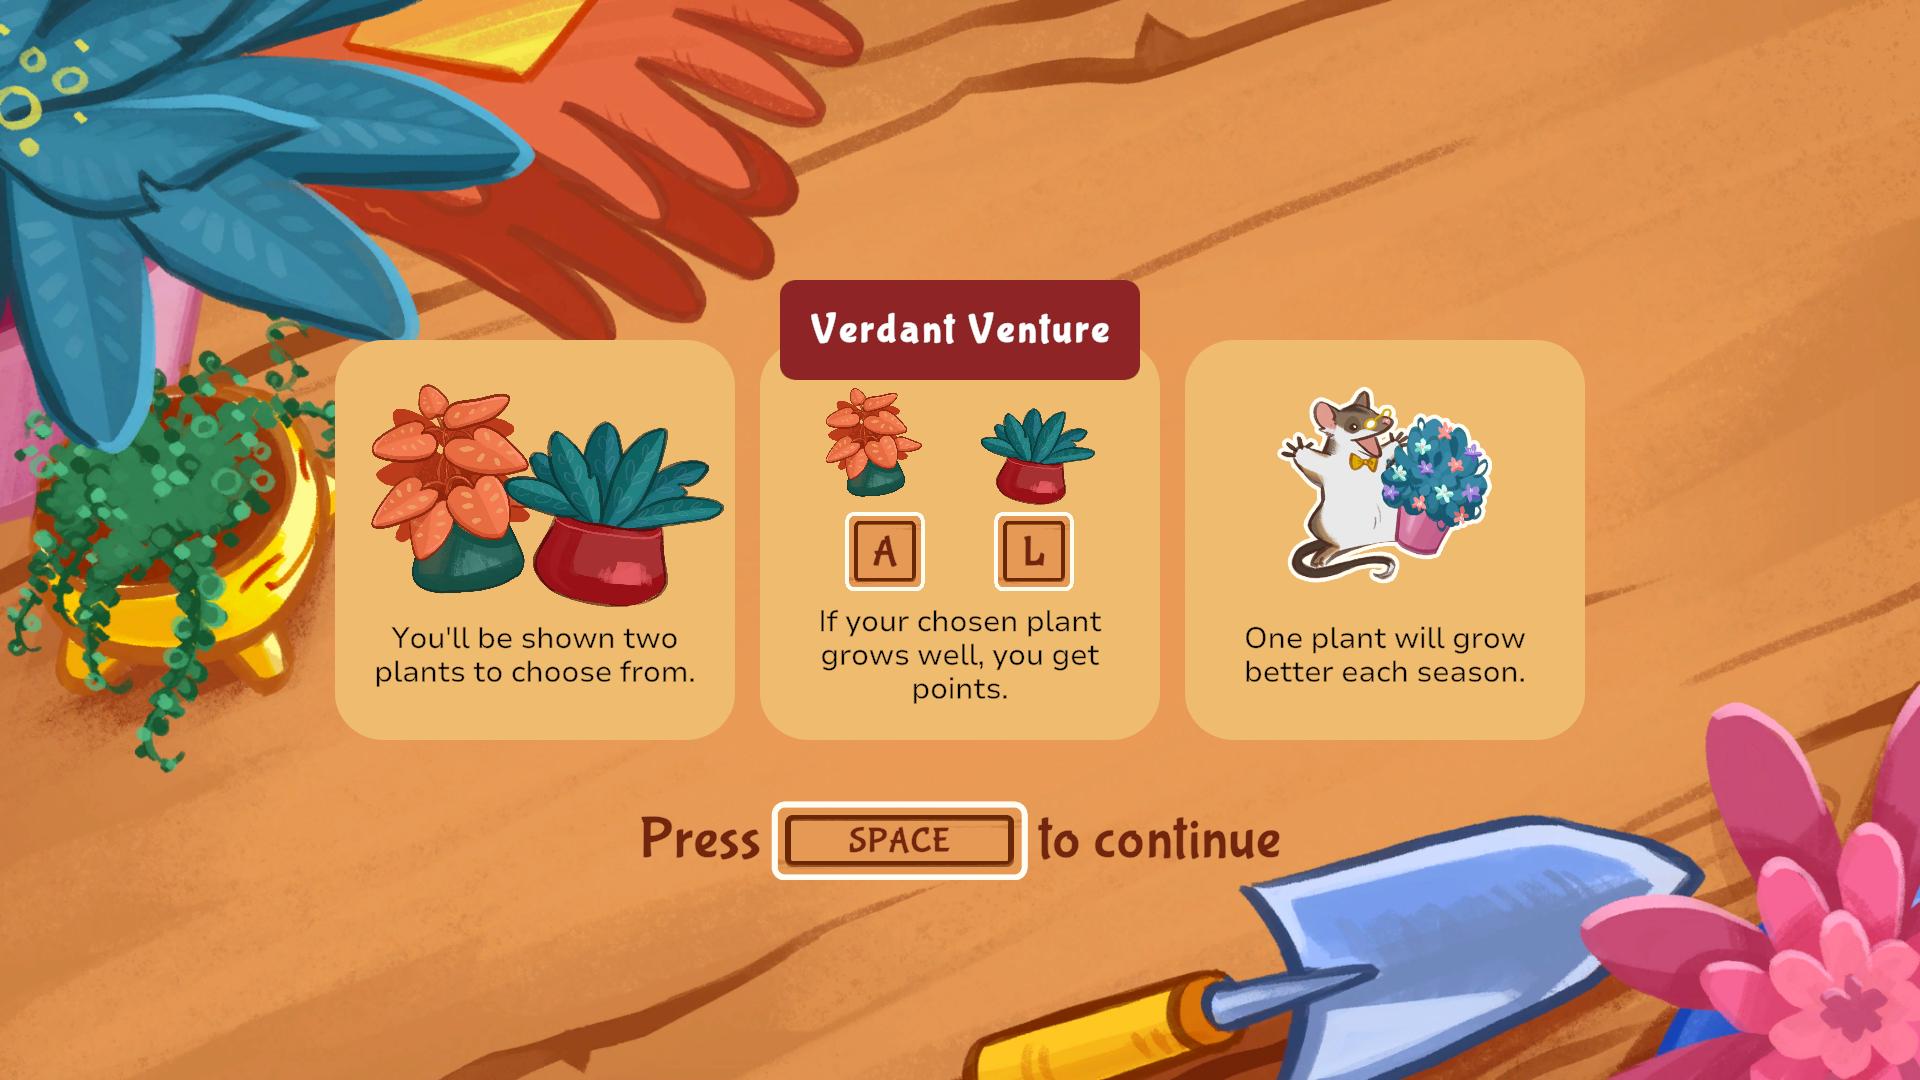 Verdant Venture
You'll be shown two
plants to choose from.
A
L
If your chosen plant
grows well, you get
points.
One plant will grow
better each season.
Press SPACE to continue